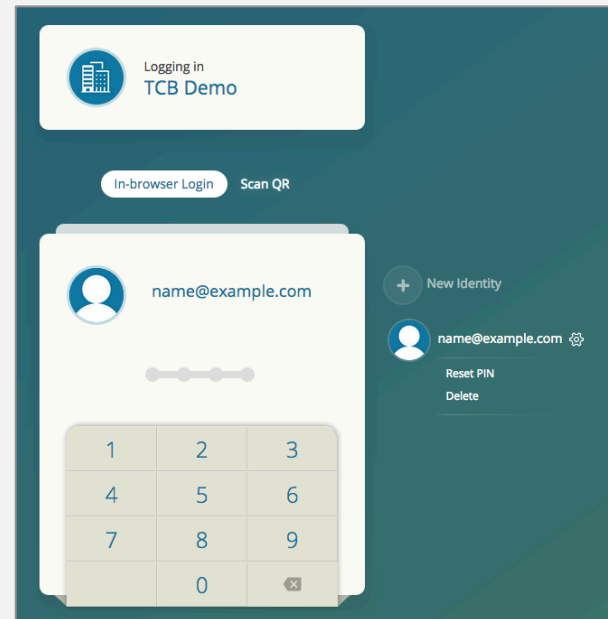 Logging in
TCB Demo
In-browser Login
Scan QR
name@example.com
1 2 3
4 5 6
7 8 9
0
+ New Identity
name@example.com
Reset PIN
Delete